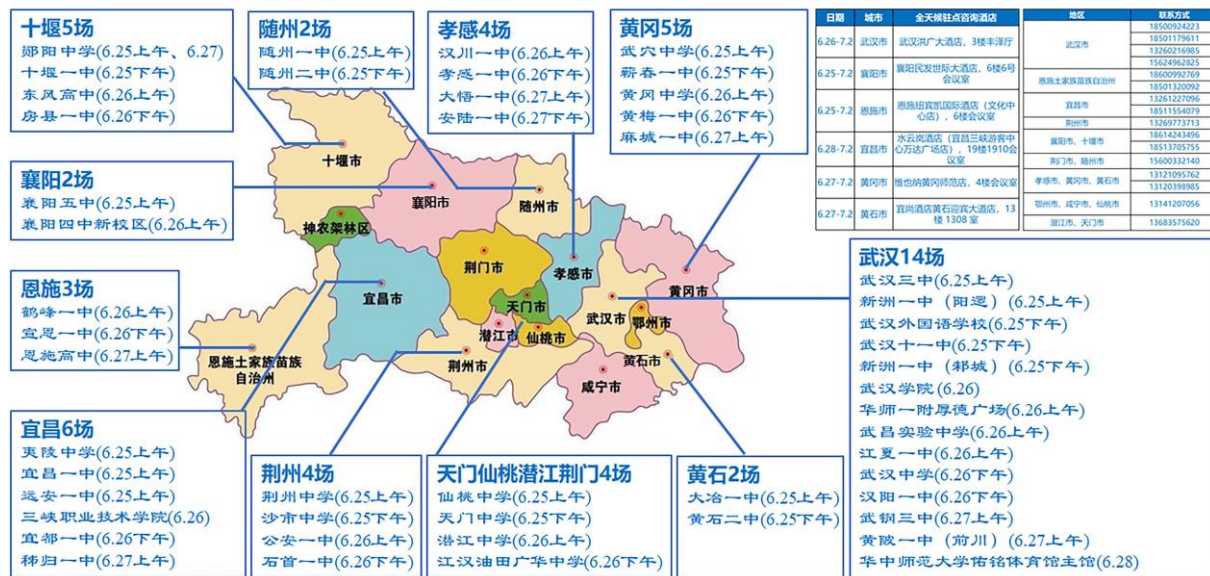 十堰5场
郧阳中学(6.25上午、6.27)
十堰一中(6.25下午)
东风高中(6.26上午)
房县一中(6.26下午)
随州2场
随州一中(6.25上午)
随州二中(6.25下午)
孝感4场
汉川一中(6.26上午)
孝感一中(6.26下午)
大悟一中(6.27上午)
安陆一中(6.27下午)
黄冈5场
武穴中学(6.25上午)
蕲春一中(6.25下午)
黄冈中学(6.26上午)
黄梅一中(6.26下午)
麻城一中(6.27上午)
日期 城市 全天候驻点咨询酒店
6.26-7.2 武汉市 武汉洪广大酒店，3楼丰泽厅
6.25-7.2 襄阳市 襄阳民发世际大酒店，6楼6号
会议室
6.25-7.2 恩施市 恩施纽宾凯国际酒店（文化中
心店），6楼会议室
6.28-7.2 宜昌市 水云岚酒店（宜昌三峡游客中
心万达广场店），19楼1910会
议室
6.27-7.2 黄冈市 维也纳黄冈师范店，4楼会议室
6.27-7.2 黄石市 宜尚酒店黄石迎宾大酒店，13
楼 1308 室
地区 联系方式
武汉市
18500924223
18501179611
13260216985
15624962825
恩施土家族苗族自治州
18600992769
18501320092
宜昌市
13261227096
18511554079
荆州市 13269773713
襄阳市、十堰市
18614243496
18513705755
荆门市、随州市 15600332140
孝感市、黄冈市、黄石市
13121095762
13120398985
鄂州市、咸宁市、仙桃市 13141207056
潜江市、天门市 13683575620
襄阳2场
襄阳五中(6.25上午)
襄阳四中新校区(6.26上午)
恩施3场
鹤峰一中(6.26上午)
宣恩一中(6.26下午)
恩施高中(6.27上午)
十堰市
襄阳市
随州市
神农架林区
荆门市
孝感市
宜昌市
天门市
黄冈市
武汉市
鄂州市
潜江市
仙桃市
恩施土家族苗族
自治州
荆州市
黄石市
咸宁市
武汉14场
武汉三中(6.25上午)
新洲一中（阳逻）(6.25上午)
武汉外国语学校(6.25下午)
武汉十一中(6.25下午)
新洲一中（邾城）(6.25下午)
武汉学院(6.26)
华师一附厚德广场(6.26上午)
武昌实验中学(6.26上午)
江夏一中(6.26上午)
武汉中学(6.26下午)
汉阳一中(6.26下午)
武钢三中(6.27上午)
黄陂一中（前川）(6.27上午)
华中师范大学佑铭体育馆主馆(6.28)
宜昌6场
夷陵中学(6.25上午)
宜昌一中(6.25上午)
远安一中(6.25上午)
三峡职业技术学院(6.26)
宜都一中(6.26下午)
秭归一中(6.27上午)
荆州4场
荆州中学(6.25上午)
沙市中学(6.25下午)
公安一中(6.26上午)
石首一中(6.26下午)
天门仙桃潜江荆门4场
仙桃中学(6.25上午)
天门中学(6.25下午)
潜江中学(6.26上午)
江汉油田广华中学(6.26下午)
黄石2场
大冶一中(6.25上午)
黄石二中(6.25下午)